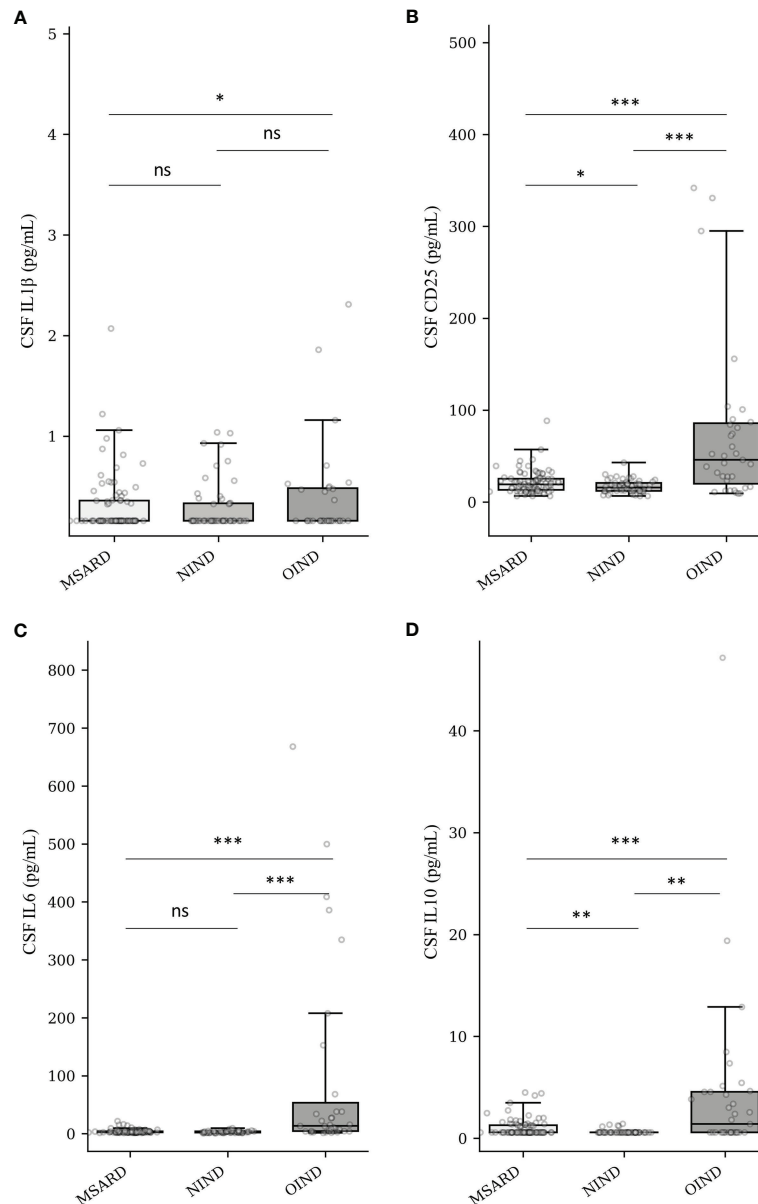 A
CSF IL1β (pg/mL)
5
4
3
2
1
*
ns
ns
MSARD
NIND
OIND
B
CSF CD25 (pg/mL)
500
400
300
200
100
0
***
***
*
MSARD
NIND
OIND
C
CSF IL6 (pg/mL)
800
700
600
500
400
300
200
100
0
***
***
ns
MSARD
NIND
OIND
D
CSF IL10 (pg/mL)
40
30
20
10
0
***
**
**
MSARD
NIND
OIND